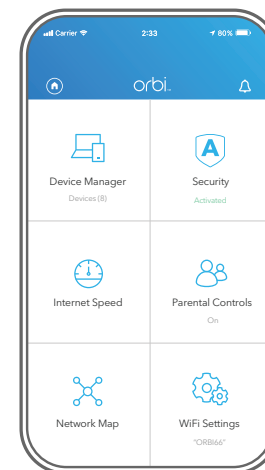 Carrier 2:33 80%
orbi
A
Device Manager Security
Devices (8) Activated
Internet Speed Parental Controls
On
Network Map WiFi Settings
"ORBI66"